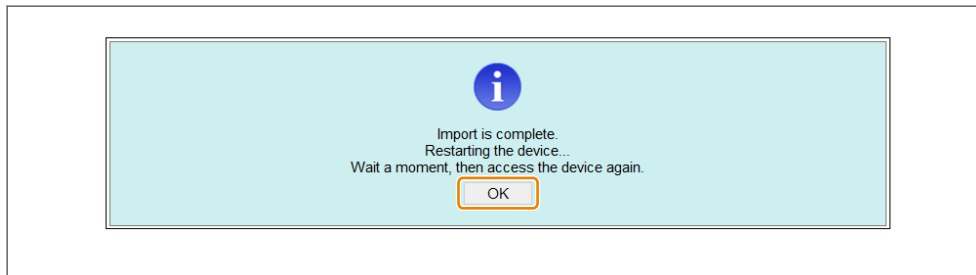 Import is complete.
Restarting the device...
Wait a moment, then access the device again.
OK